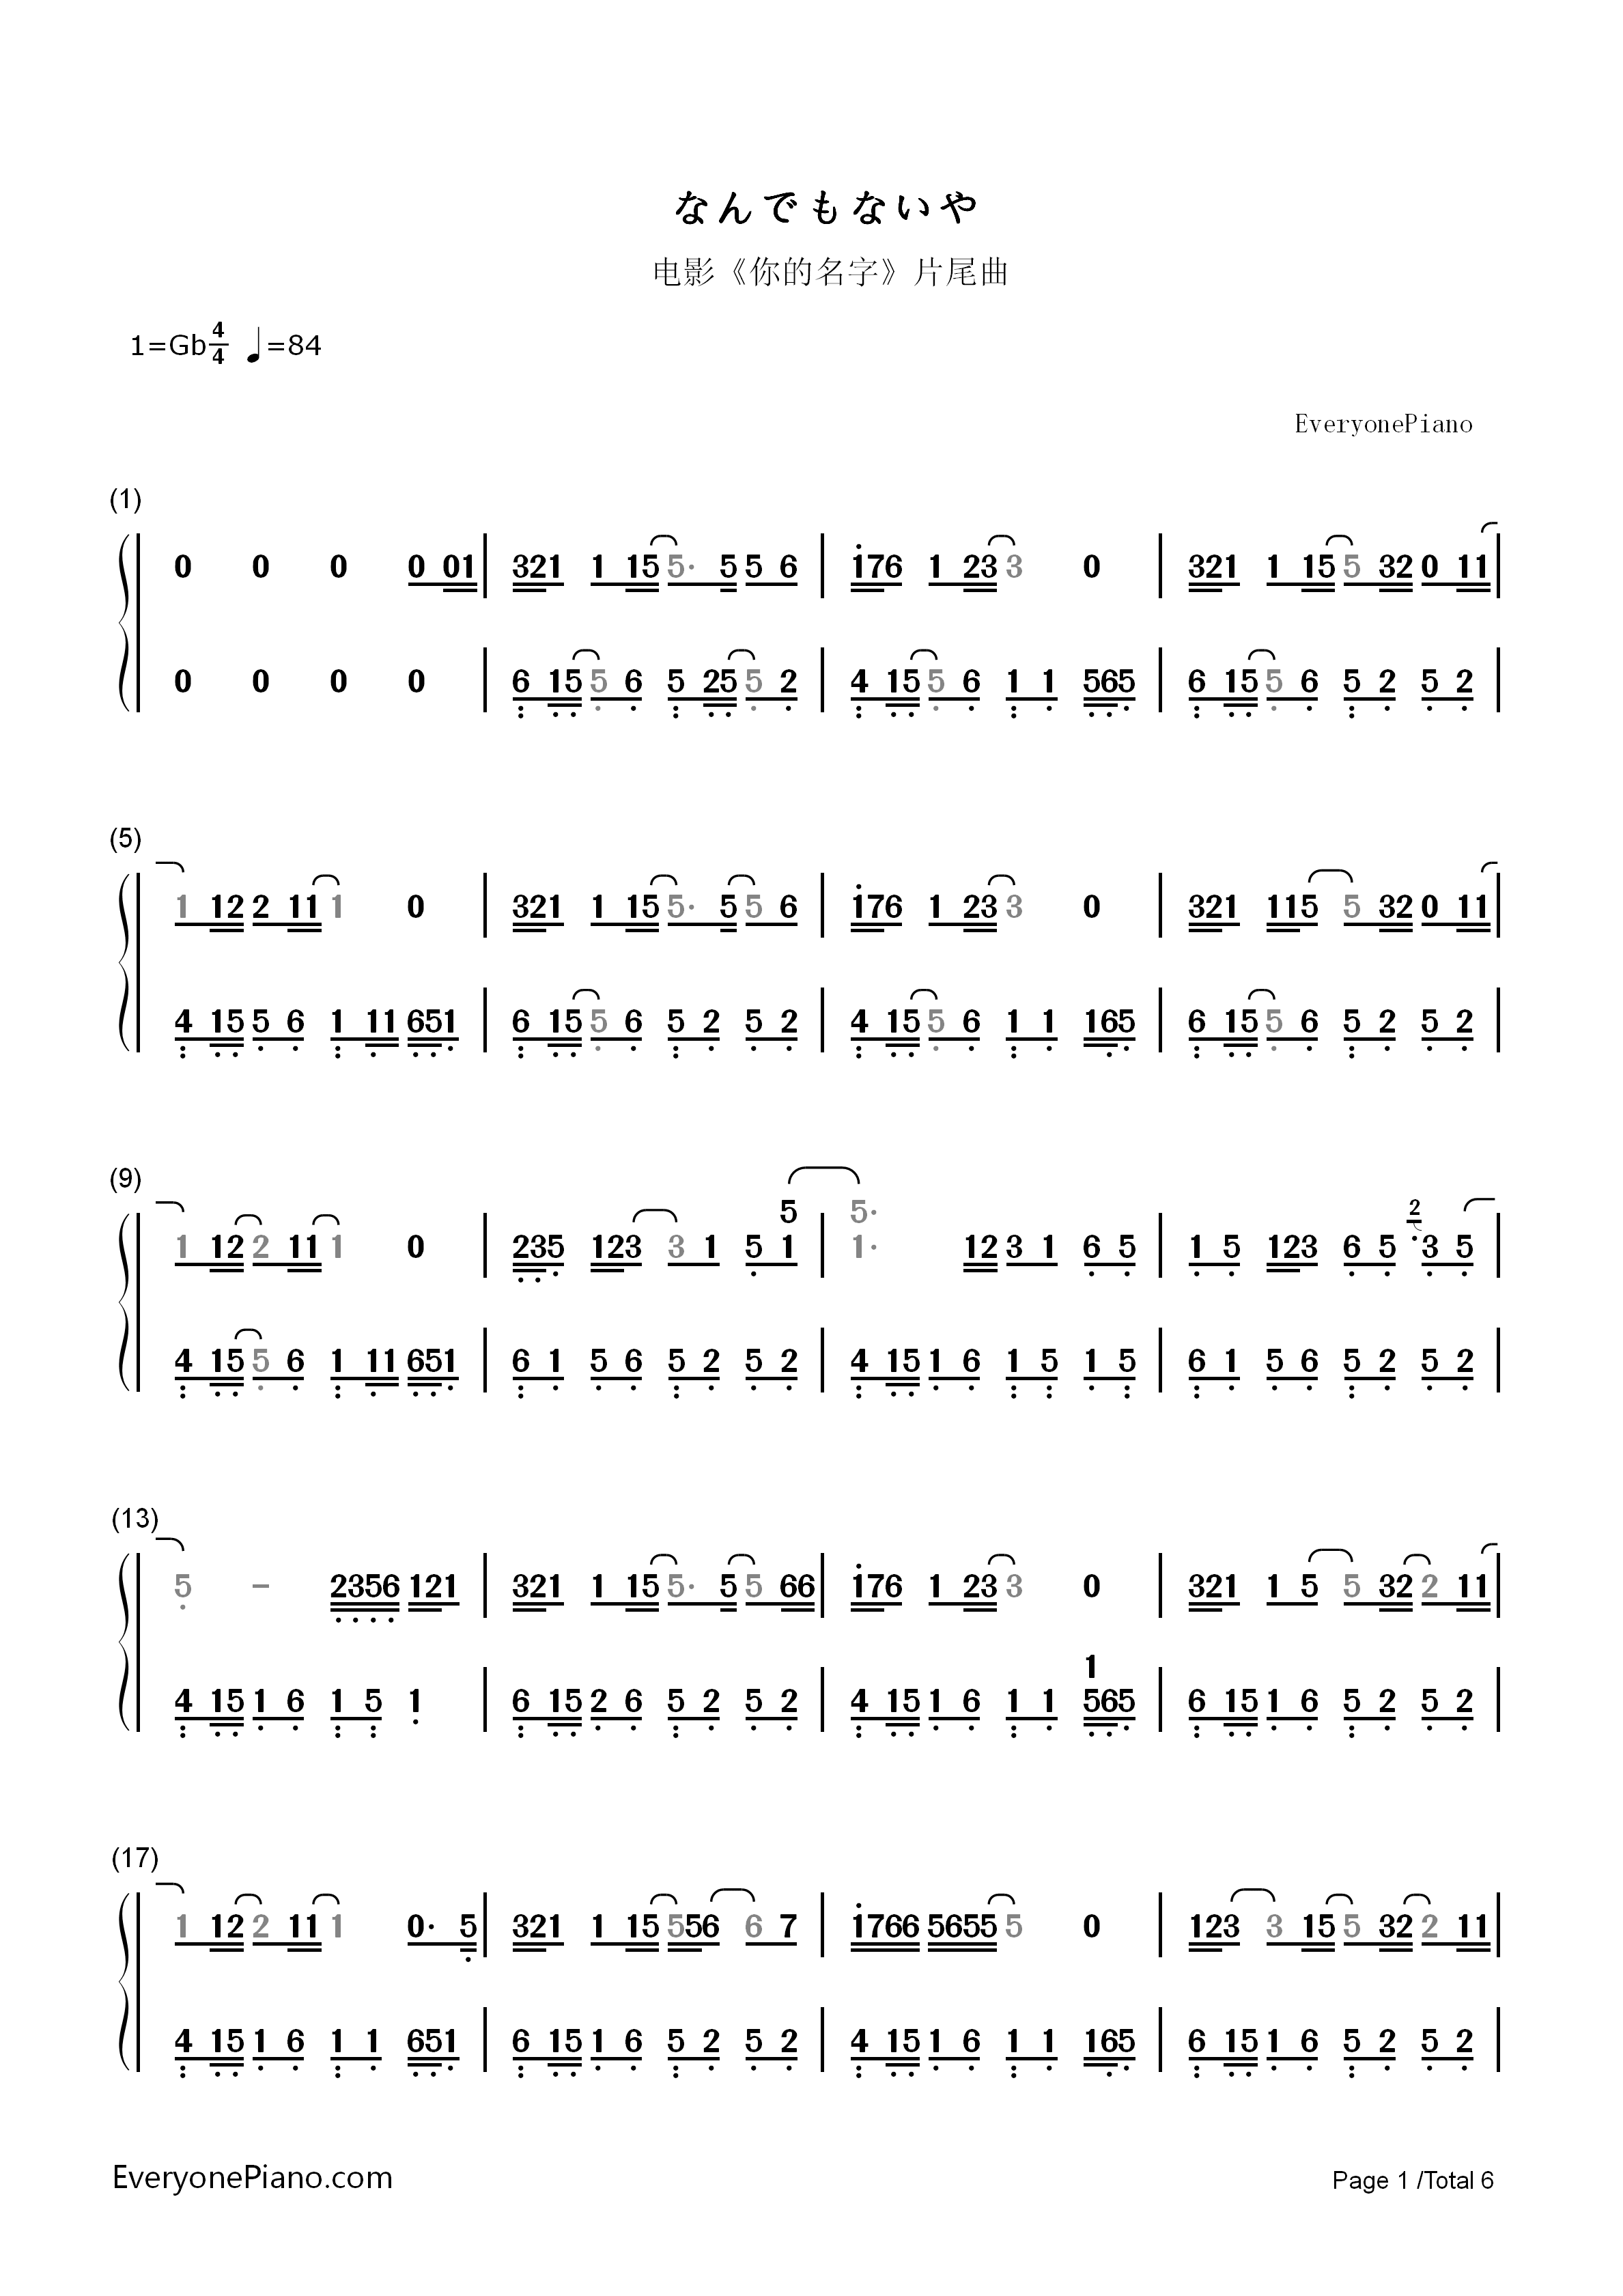 なんでもないや
电影《你的名字》片尾曲
1=Gb 4/4 ♩=84
EveryonePiano
(1)
0 0 0 0 01 | 321 1 15 5· 5 5 6 | 176 1 23 3 0 | 321 1 15 5 32 0 11 |
0 0 0 0 | 6 15 5 6 5 25 5 2 | 4 15 5 6 1 1 565 | 6 15 5 6 5 2 5 2 |
(5)
1 12 2 11 1 0 | 321 1 15 5· 5 5 6 | 176 1 23 3 0 | 321 115 5 32 0 11 |
4 15 5 6 1 11 651 | 6 15 5 6 5 2 5 2 | 4 15 5 6 1 1 165 | 6 15 5 6 5 2 5 2 |
(9)
5 5· 2
1 12 2 11 1 0 | 235 123 3 1 5 1 | 1· 12 3 1 6 5 | 1 5 123 6 5 3 5 |
4 15 5 6 1 11 651 | 6 1 5 6 5 2 5 2 | 4 15 1 6 1 5 1 5 | 6 1 5 6 5 2 5 2 |
(13)
5 - 2356 121 | 321 1 15 5· 5 5 66 | 176 1 23 3 0 | 321 1 5 5 32 2 11 |
1
4 15 1 6 1 5 1 | 6 15 2 6 5 2 5 2 | 4 15 1 6 1 1 565 | 6 15 1 6 5 2 5 2 |
(17)
1 12 2 11 1 0· 5 | 321 1 15 556 6 7 | 1766 5655 5 0 | 123 3 15 5 32 2 11 |
4 15 1 6 1 1 651 | 6 15 1 6 5 2 5 2 | 4 15 1 6 1 1 165 | 6 15 1 6 5 2 5 2 |
EveryonePiano.com
Page 1 /Total 6